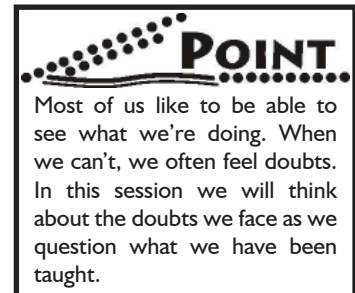 POINT
Most of us like to be able to
see what we're doing. When
we can't, we often feel doubts.
In this session we will think
about the doubts we face as we
question what we have been
taught.